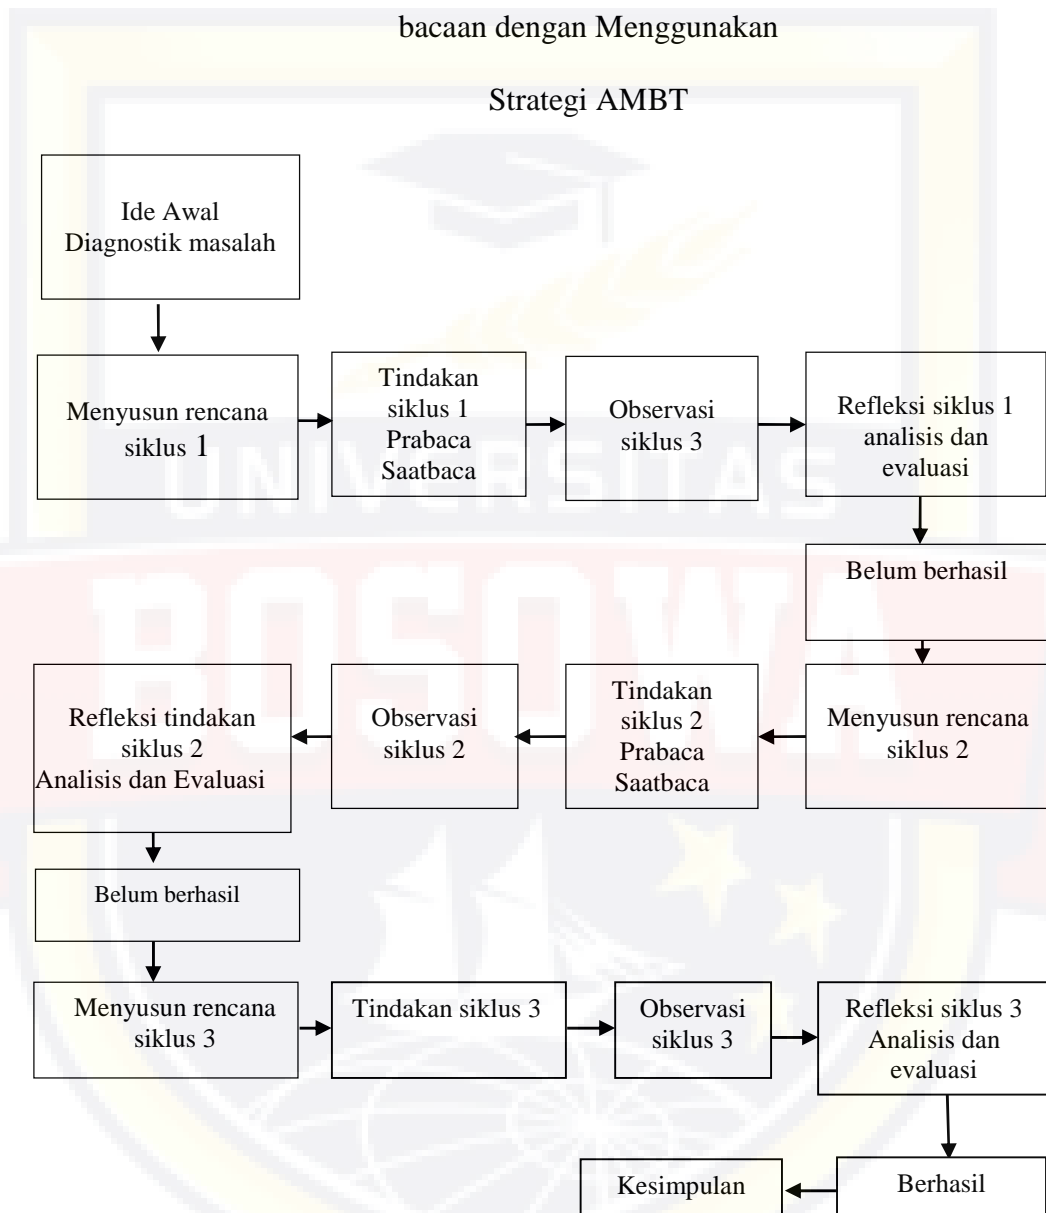 bacaan dengan Menggunakan
Strategi AMBT
Ide Awal
Diagnostik masalah
Menyusun rencana
siklus 1
Tindakan
siklus 1
Prabaca
Saatbaca
Observasi
siklus 3
Refleksi siklus 1
analisis dan
evaluasi
Belum berhasil
Menyusun rencana
siklus 2
Tindakan
siklus 2
Prabaca
Saatbaca
Observasi
siklus 2
Refleksi tindakan
siklus 2
Analisis dan Evaluasi
Belum berhasil
Menyusun rencana
siklus 3
Tindakan siklus 3
Observasi
siklus 3
Refleksi siklus 3
Analisis dan
evaluasi
Berhasil
Kesimpulan
UNIVERSITAS
BOSOWA